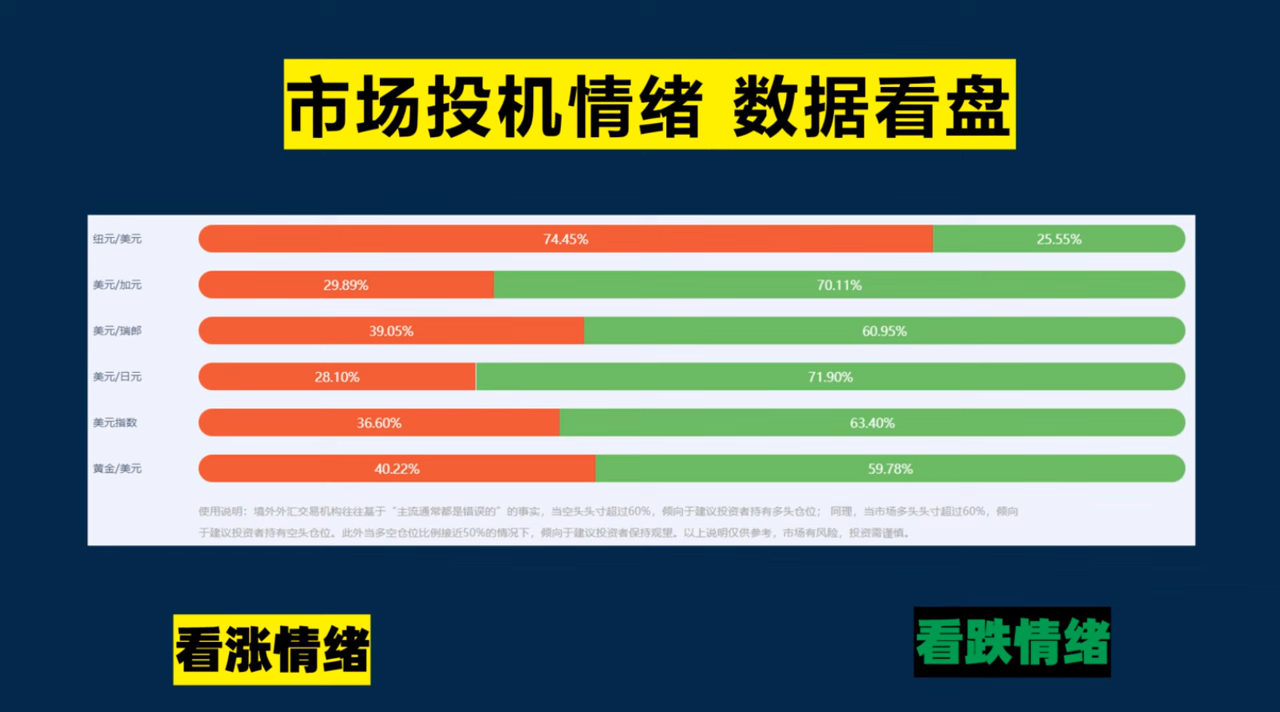 市场投机情绪 数据看盘
纽元/美元 74.45% 25.55%
美元/加元 29.89% 70.11%
美元/瑞郎 39.05% 60.95%
美元/日元 28.10% 71.90%
美元指数 36.60% 63.40%
黄金/美元 40.22% 59.78%
使用说明：境外外汇交易机构往往基于“主流通常都是错误的”的事实，当空头头寸超过60%，倾向于建议投资者持有多头仓位； 同理，当市场多头头寸超过60%，倾向
于建议投资者持有空头仓位。此外当多空仓位比例接近50%的情况下，倾向于建议投资者保持观望。以上说明仅供参考，市场有风险，投资需谨慎。
看涨情绪 看跌情绪